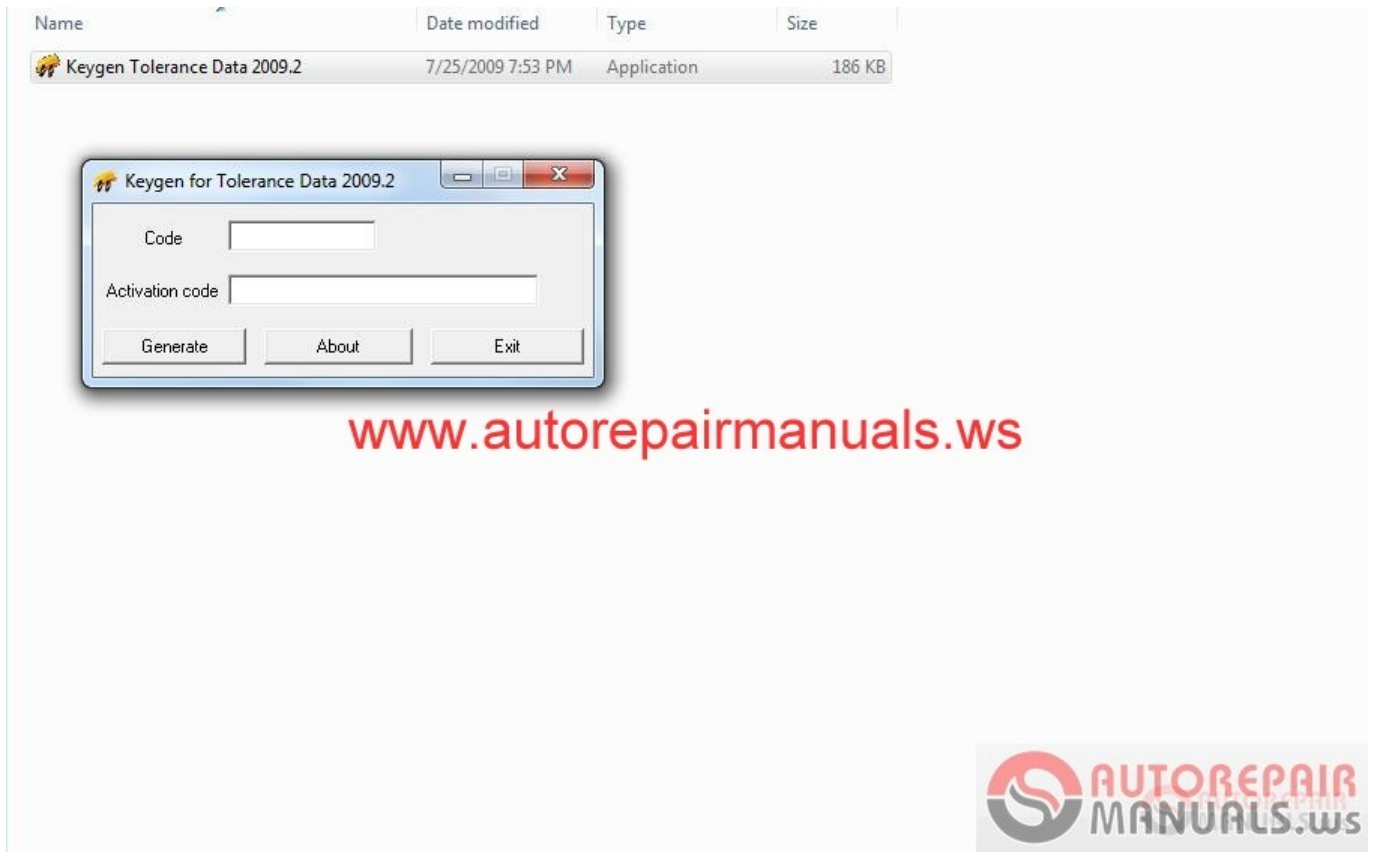 Name Date modified Type Size
Keygen Tolerance Data 2009.2 7/25/2009 7:53 PM Application 186 KB
Keygen for Tolerance Data 2009.2
Code
Activation code
Generate About Exit
www.autorepairmanuals.ws
AUTOREPAIR
MANUALS.ws